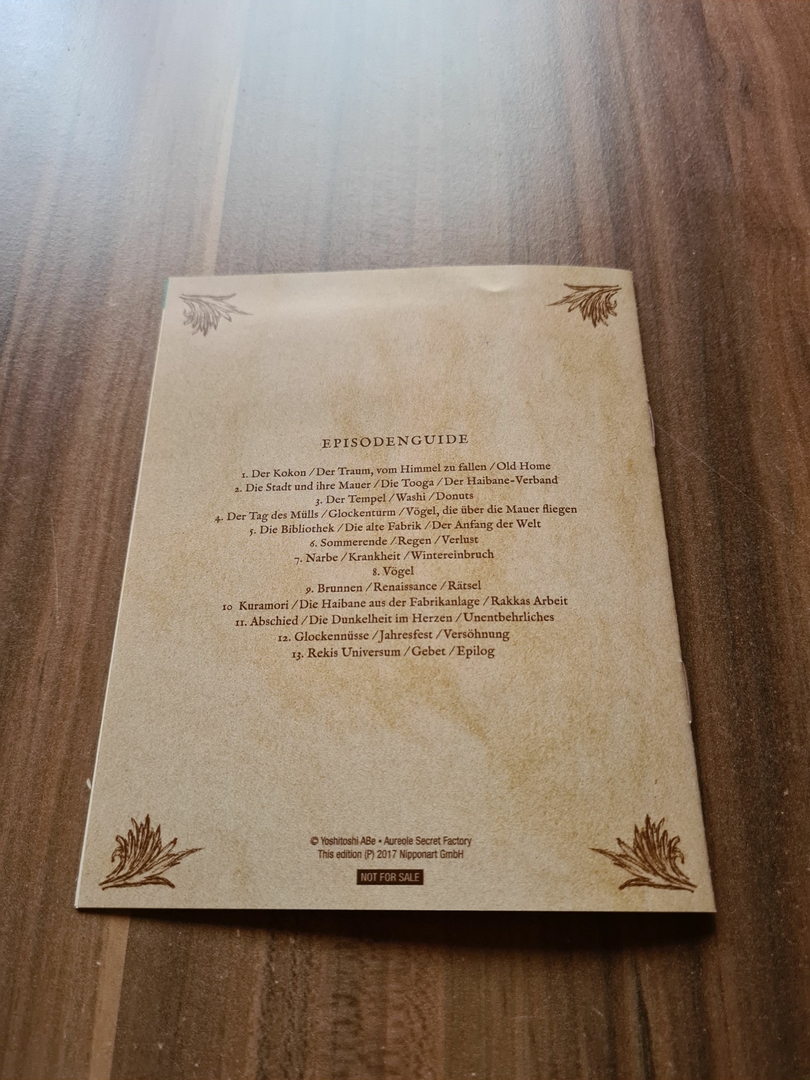 EPISODENGUIDE
1. Der Kokon / Der Traum, vom Himmel zu fallen / Old Home
2. Die Stadt und ihre Mauer / Die Tooga / Der Haibane-Verband
3. Der Tempel / Washi / Donuts
4. Der Tag des Mülls / Glockenturm / Vögel, die über die Mauer fliegen
5. Die Bibliothek / Die alte Fabrik / Der Anfang der Welt
6. Sommerende / Regen / Verlust
7. Narbe / Krankheit / Wintereinbruch
8. Vögel
9. Brunnen / Renaissance / Rätsel
10 Kuramori / Die Haibane aus der Fabrikanlage / Rakkas Arbeit
11. Abschied / Die Dunkelheit im Herzen / Unentbehrliches
12. Glockennüsse / Jahresfest / Versöhnung
13. Rekis Universum / Gebet / Epilog
© Yoshitoshi ABe • Aureole Secret Factory
This edition (P) 2017 Nipponart GmbH
NOT FOR SALE